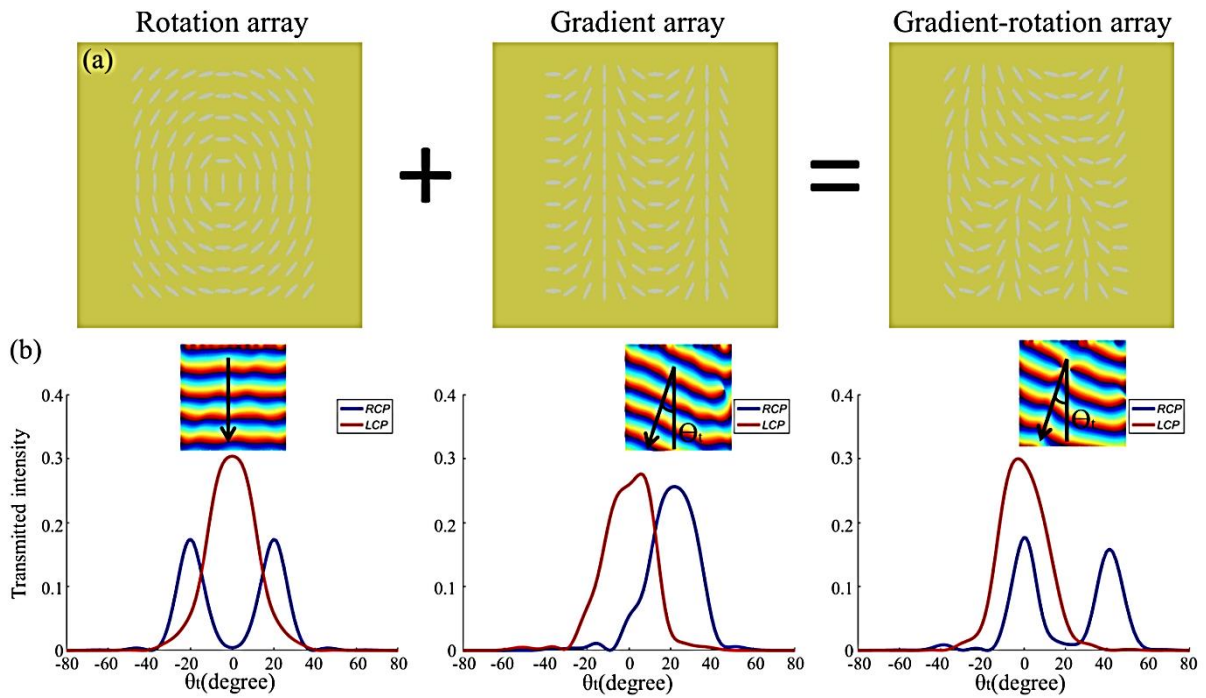 Rotation array Gradient array Gradient-rotation array
(a)
+ =
(b)
0.4 0.4 0.4
RCP RCP RCP
LCP LCP LCP
Θt Θt
0.3 0.3 0.3
0.2 0.2 0.2
0.1 0.1 0.1
0 0 0
Transmitted intensity
-80 -60 -40 -20 0 20 40 60 80 -80 -60 -40 -20 0 20 40 60 80 -80 -60 -40 -20 0 20 40 60 80
θt(degree) θt(degree) θt(degree)